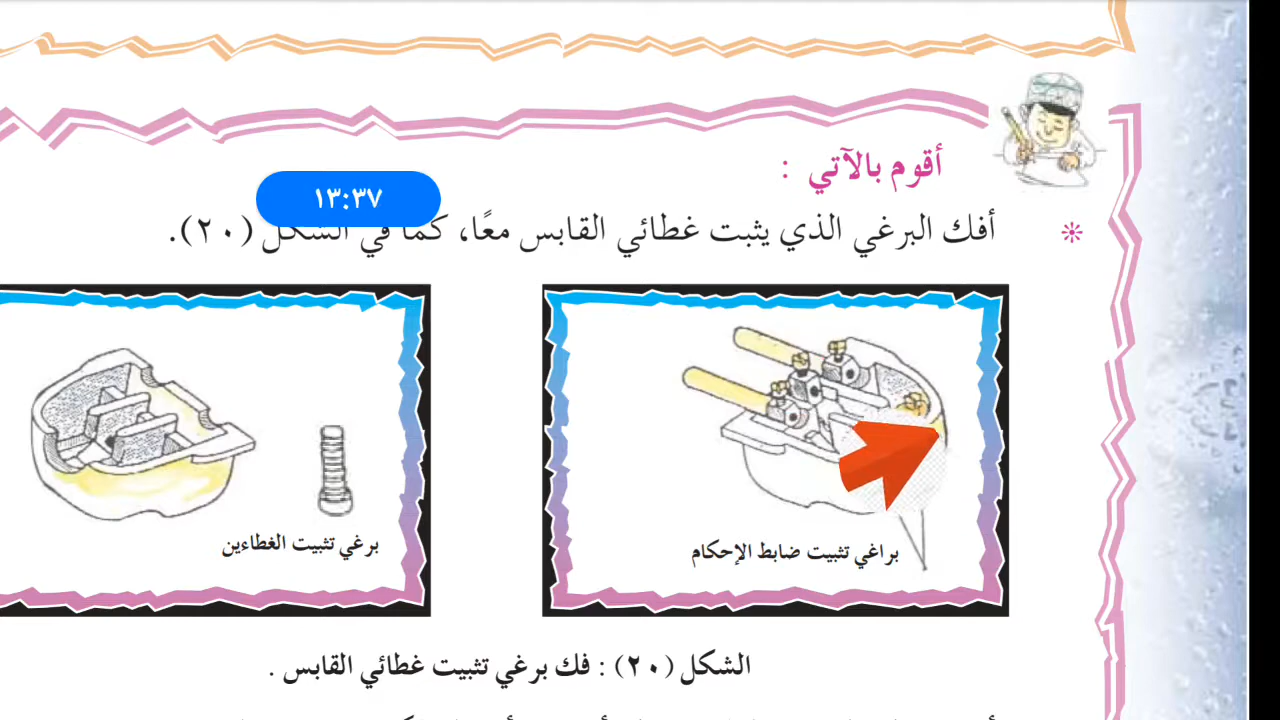 أقوم بالآتي :
١٣:٣٧
أفك البرغي الذي يثبت غطائي القابس معًا، كما في الشكل (٢٠).
براغي تثبيت ضابط الإحكام
برغي تثبيت الغطاءين
الشكل (٢٠) : فك برغي تثبيت غطائي القابس .